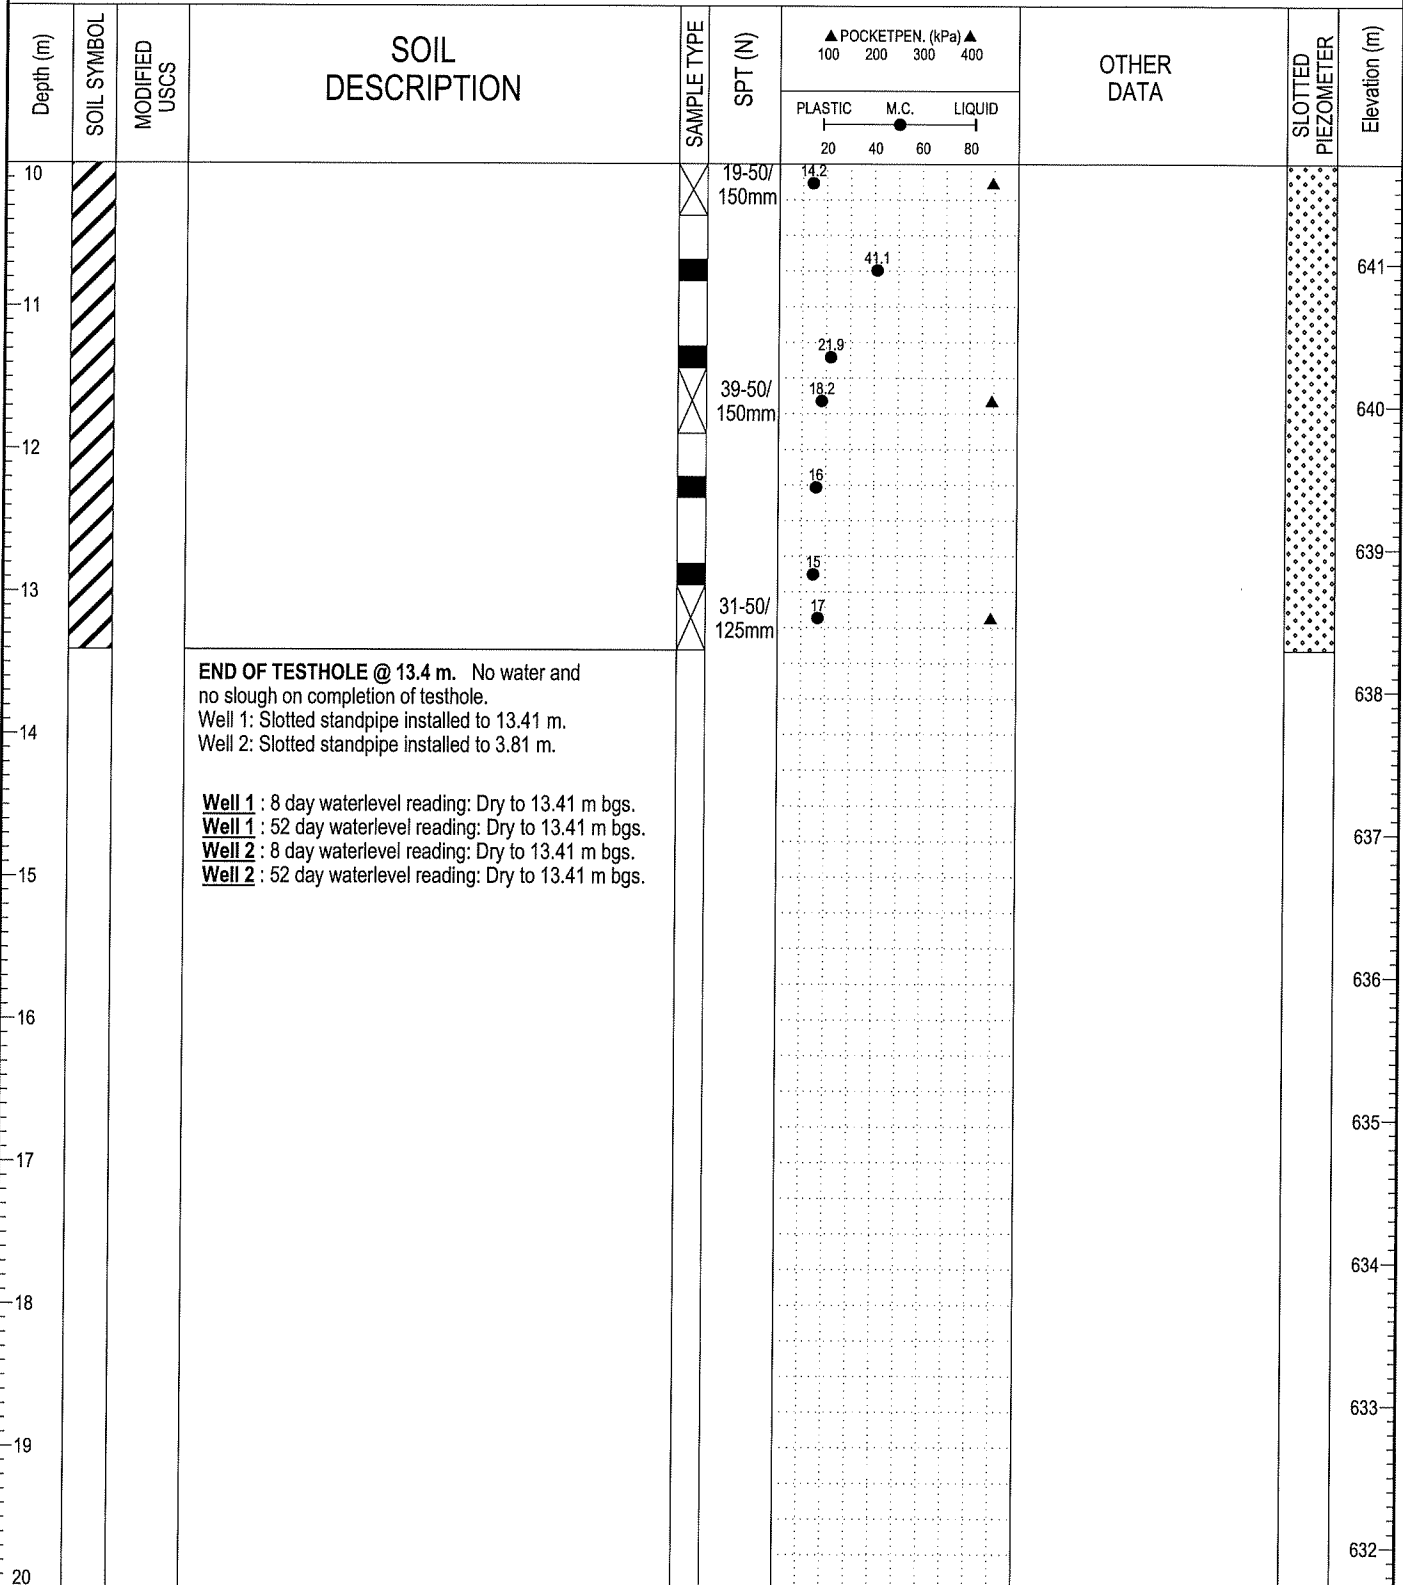 Depth (m)
SOIL SYMBOL
MODIFIED
USCS
SOIL
DESCRIPTION
SAMPLE TYPE
SPT (N)
▲ POCKETPEN. (kPa) ▲
100 200 300 400
PLASTIC M.C. LIQUID
20 40 60 80
OTHER
DATA
SLOTTED
PIEZOMETER
Elevation (m)
10
19-50/
150mm
14.2
41.1
641
11
21.9
39-50/
150mm
18.2
640
12
16
639
15
13
31-50/
125mm
17
END OF TESTHOLE @ 13.4 m. No water and
no slough on completion of testhole.
Well 1: Slotted standpipe installed to 13.41 m.
Well 2: Slotted standpipe installed to 3.81 m.
638
14
Well 1 : 8 day waterlevel reading: Dry to 13.41 m bgs.
Well 1 : 52 day waterlevel reading: Dry to 13.41 m bgs.
Well 2 : 8 day waterlevel reading: Dry to 13.41 m bgs.
Well 2 : 52 day waterlevel reading: Dry to 13.41 m bgs.
637
15
636
16
635
17
634
18
633
19
632
20